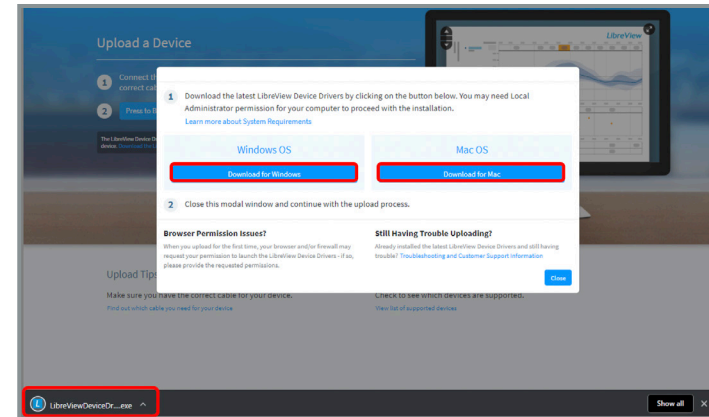 Upload a Device
LibreView
1 Connect th
correct cab
2 Press to B
The LibreView Device D
device. Download the L
1 Download the latest LibreView Device Drivers by clicking on the button below. You may need Local
Administrator permission for your computer to proceed with the installation.
Learn more about System Requirements
Windows OS
Download for Windows
Mac OS
Download for Mac
2 Close this modal window and continue with the upload process.
Browser Permission Issues?
When you upload for the first time, your browser and/or firewall may
request your permission to launch the LibreView Device Drivers - if so,
please provide the requested permissions.
Still Having Trouble Uploading?
Already installed the latest LibreView Device Drivers and still having
trouble? Troubleshooting and Customer Support Information
Close
Upload Tips
Make sure you have the correct cable for your device.
Find out which cable you need for your device
Check to see which devices are supported.
View list of supported devices
L LibreViewDeviceDr....exe
Show all